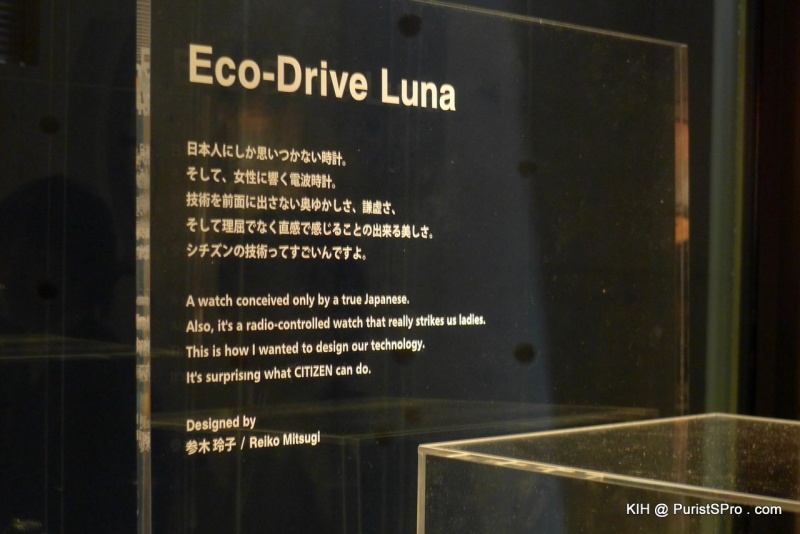 Eco-Drive Luna
日本人にしか思いつかない時計。
そして、女性に響く電波時計。
技術を前面に出さない奥ゆかしさ、謙虚さ、
そして理屈でなく直感で感じることの出来る美しさ。
シチズンの技術ってすごいんですよ。
A watch conceived only by a true Japanese.
Also, it's a radio-controlled watch that really strikes us ladies.
This is how I wanted to design our technology.
It's surprising what CITIZEN can do.
Designed by
参木 玲子 / Reiko Mitsugi
KIH @ PuristSPro . com